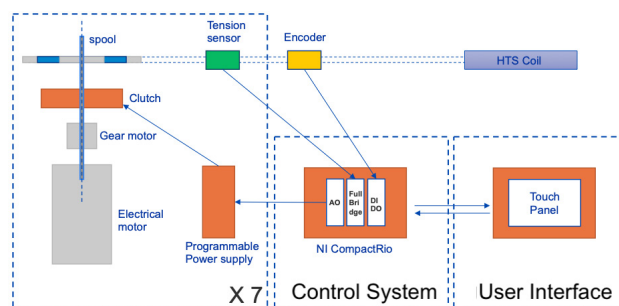 spool
Tension
sensor
Encoder
HTS Coil
Clutch
Gear motor
Electrical
motor
Programmable
Power supply
X 7
AO
Full
Bri
dge
DI
DO
NI CompactRio
Control System
Touch
Panel
User Interface